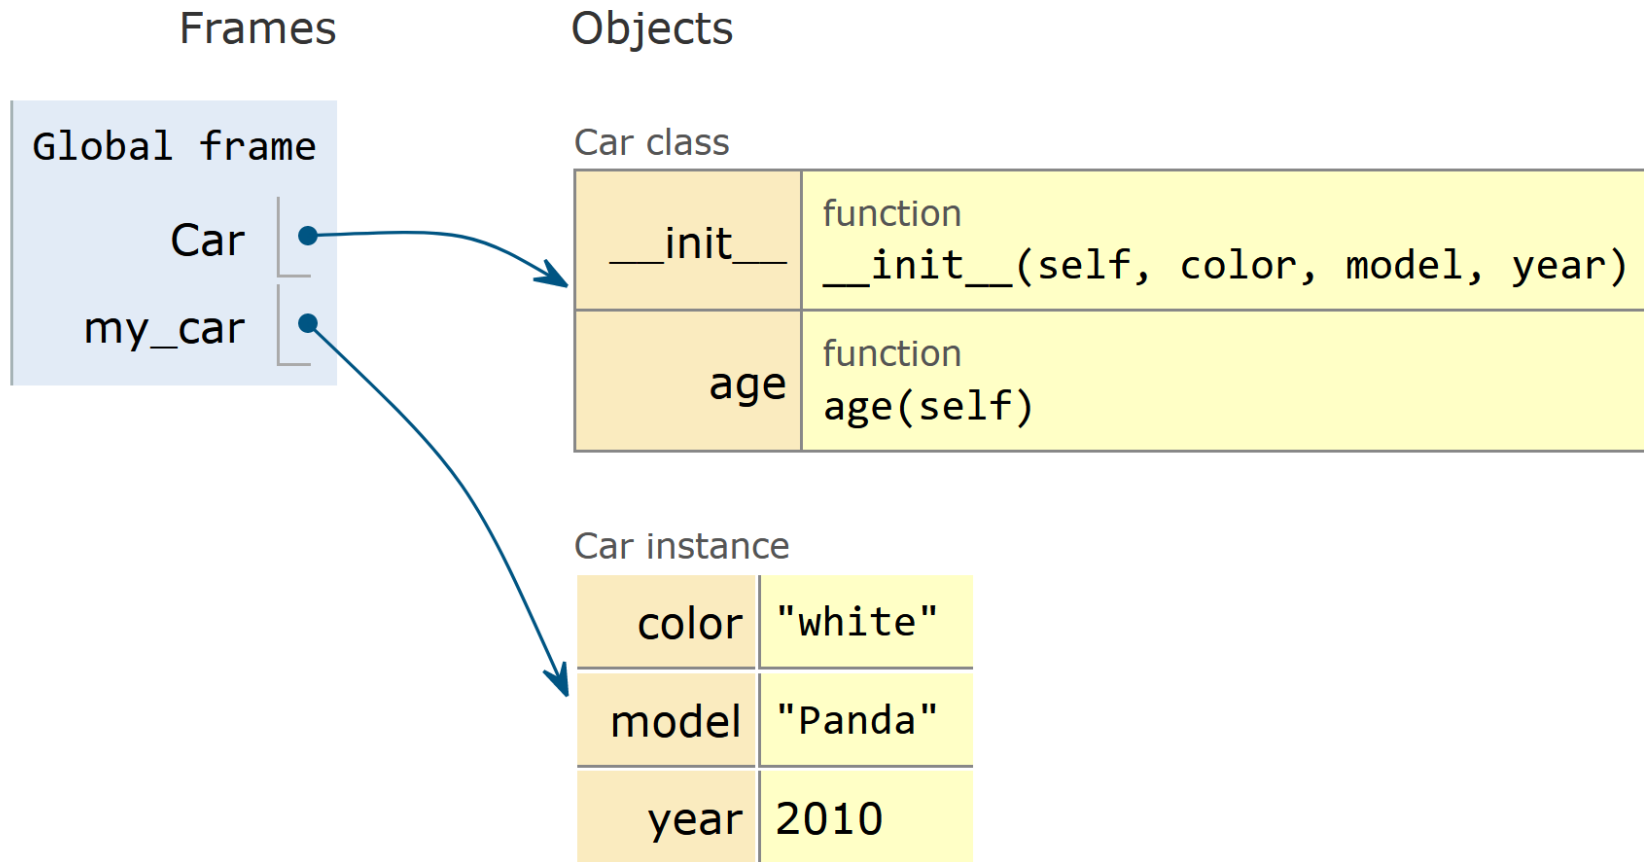 Frames
Objects
Global frame
Car
my_car
Car class
__init__
function
__init__(self, color, model, year)
age
function
age(self)
Car instance
color "white"
model "Panda"
year 2010